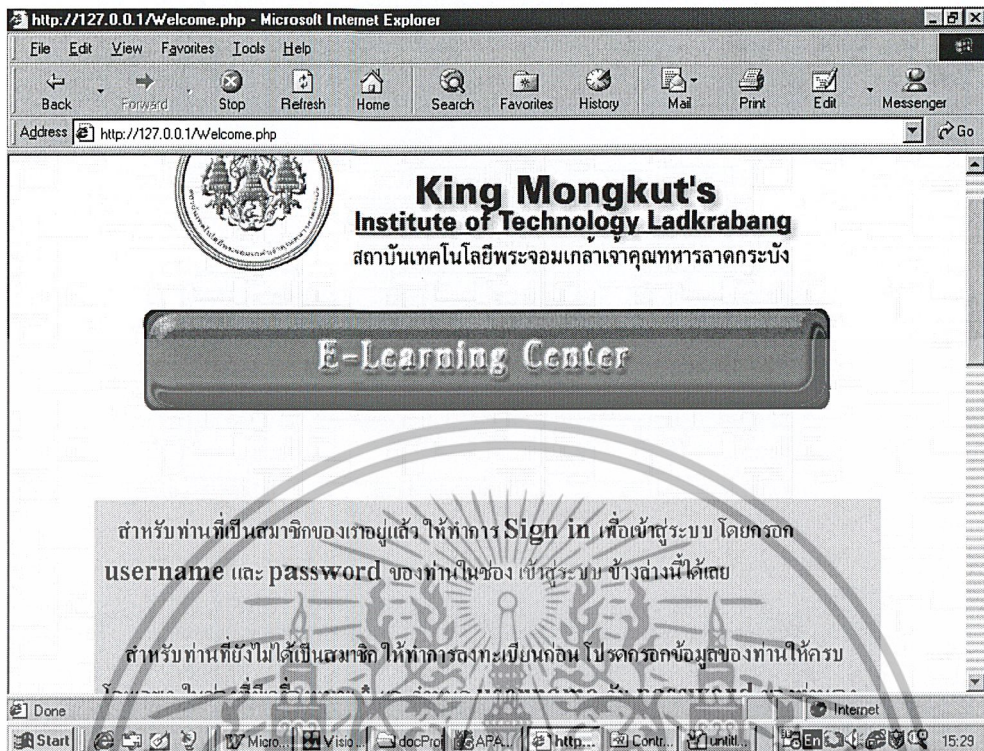 http://127.0.0.1/Welcome.php - Microsoft Internet Explorer
File Edit View Favorites Tools Help
Back Forward Stop Refresh Home Search Favorites History Mail Print Edit Messenger
Address http://127.0.0.1/Welcome.php Go
King Mongkut's
Institute of Technology Ladkrabang
สถาบันเทคโนโลยีพระจอมเกล้าเจ้าคุณทหารลาดกระบัง
E-Learning Center
สำหรับท่านที่เป็นสมาชิกของเราอยู่แล้ว ให้ทำการ Sign in เพื่อเข้าสู่ระบบ โดยกรอก
username และ password ของท่านในช่อง เข้าสู่ระบบ ข้างล่างนี้ได้เลย
สำหรับท่านที่ยังไม่ได้เป็นสมาชิก ให้ทำการลงทะเบียนก่อน โปรดกรอกข้อมูลของท่านให้ครบ
username password
Done Internet
Start Micro... Visio... docProj APA... http... Contr... untitl... En 15:29